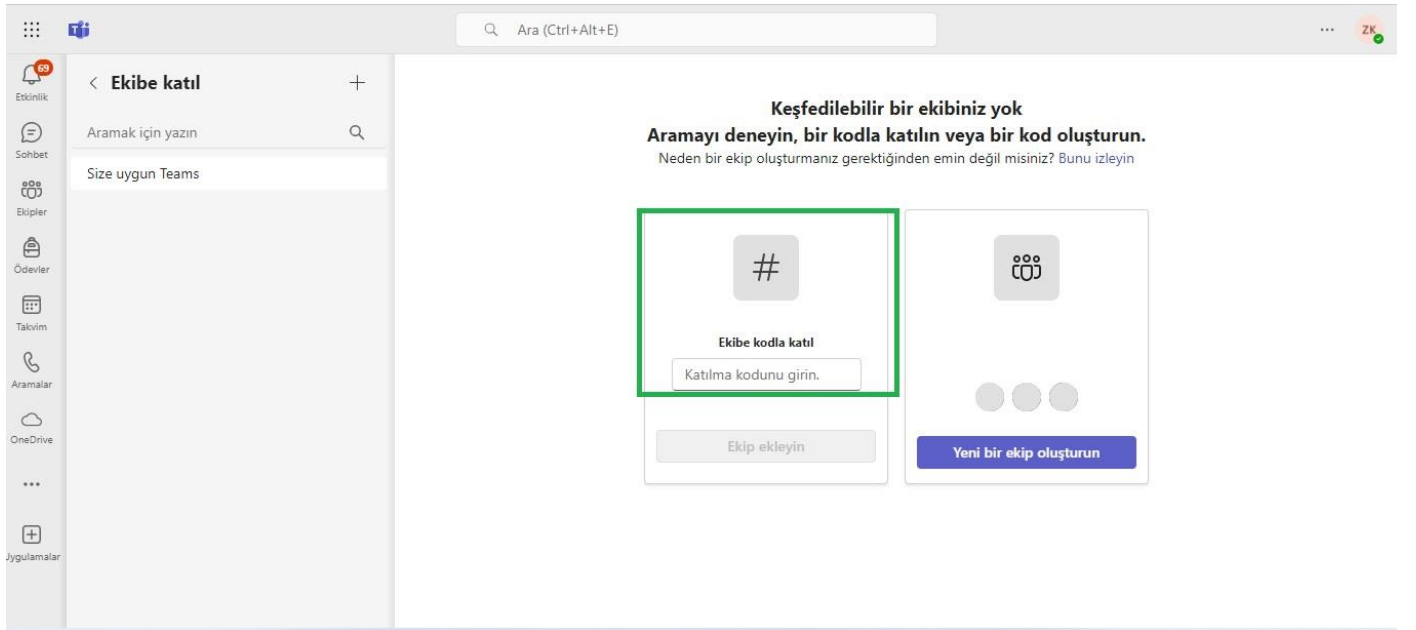 Ara (Ctrl+Alt+E)
ZK
69
Etkinlik
Sohbet
Ekipler
Ödevler
Takvim
Aramalar
OneDrive
Uygulamalar
Ekibe katıl
Aramak için yazın
Size uygun Teams
Keşfedilebilir bir ekibiniz yok
Aramayı deneyin, bir kodla katılın veya bir kod oluşturun.
Neden bir ekip oluşturmanız gerektiğinden emin değil misiniz? Bunu izleyin
#
Ekibe kodla katıl
Katılma kodunu girin.
Ekip ekleyin
Yeni bir ekip oluşturun